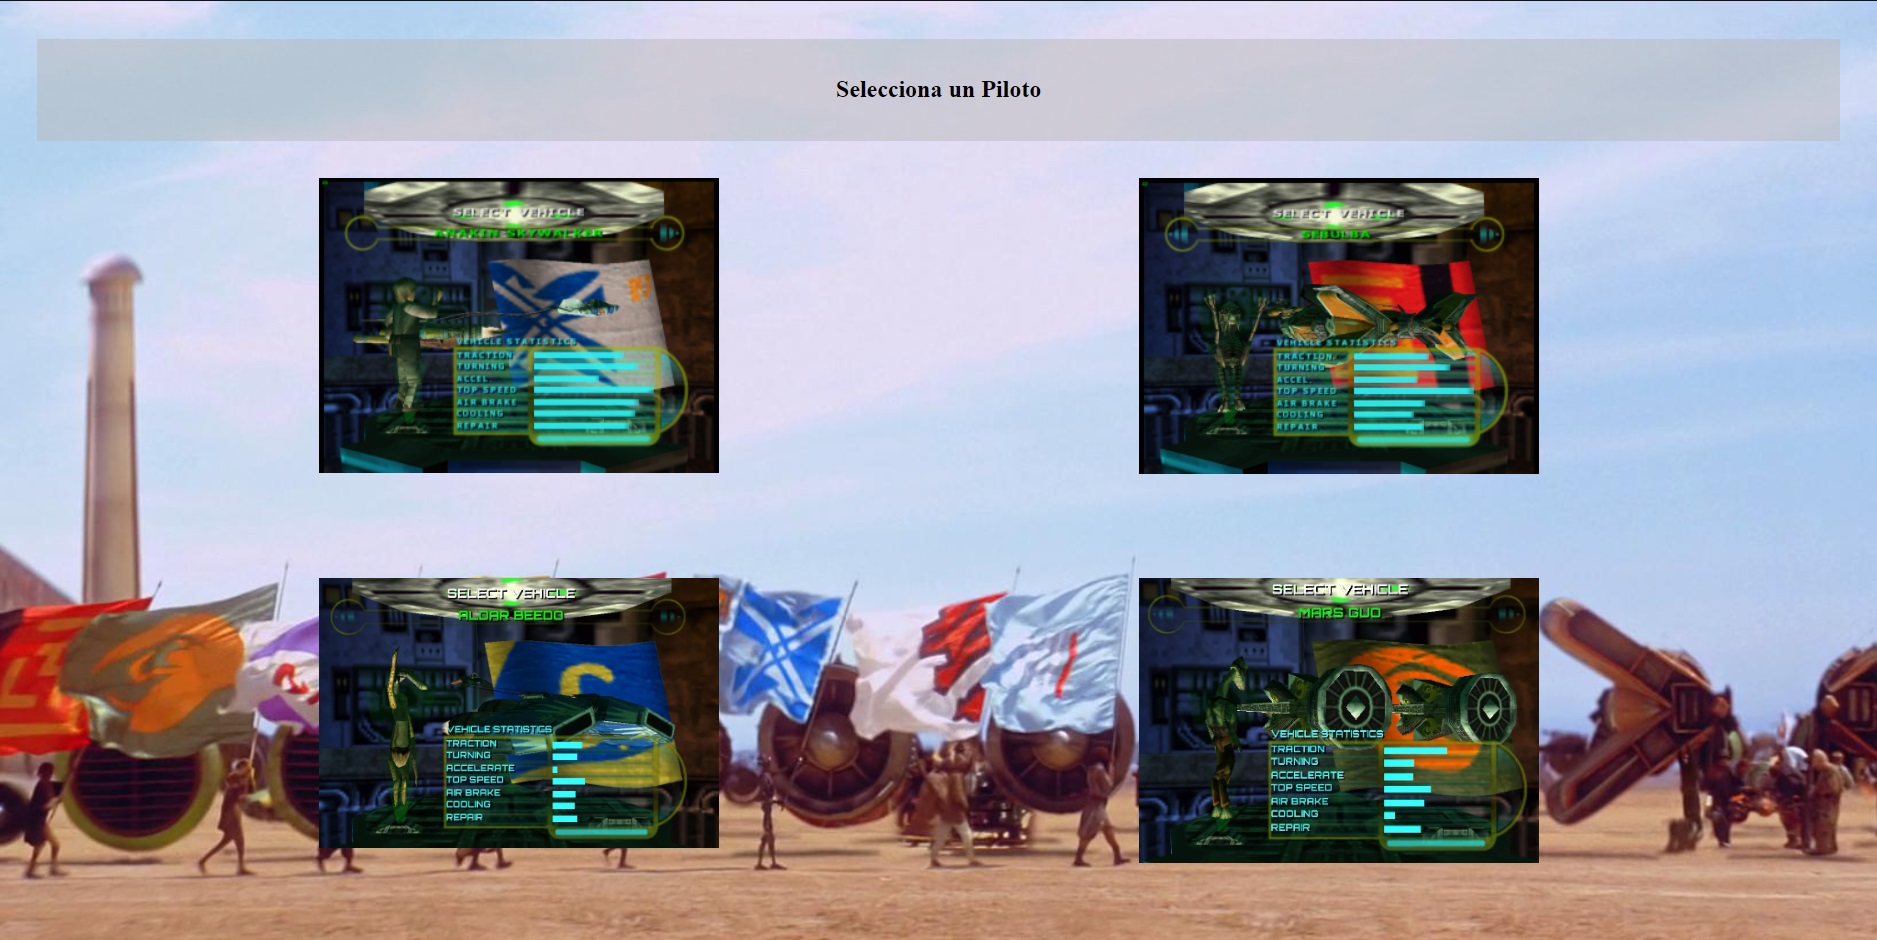 Selecciona un Piloto
SELECT VEHICLE
ANAKIN SKYWALKER
VEHICLE STATISTICS
TRACTION
TURNING
ACCEL.
TOP SPEED
AIR BRAKE
COOLING
REPAIR
SELECT VEHICLE
SEBULBA
VEHICLE STATISTICS
TRACTION
TURNING
ACCEL.
TOP SPEED
AIR BRAKE
COOLING
REPAIR
SELECT VEHICLE
ALDAR BEEDO
VEHICLE STATISTICS
TRACTION
TURNING
ACCELERATE
TOP SPEED
AIR BRAKE
COOLING
REPAIR
SELECT VEHICLE
MARS GUO
VEHICLE STATISTICS
TRACTION
TURNING
ACCELERATE
TOP SPEED
AIR BRAKE
COOLING
REPAIR